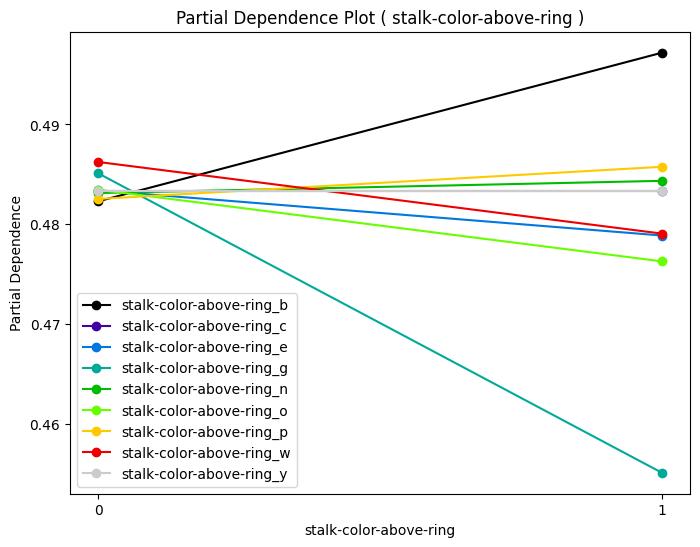 Partial Dependence Plot ( stalk-color-above-ring )
Partial Dependence
0.49
0.48
0.47
0.46
stalk-color-above-ring_b
stalk-color-above-ring_c
stalk-color-above-ring_e
stalk-color-above-ring_g
stalk-color-above-ring_n
stalk-color-above-ring_o
stalk-color-above-ring_p
stalk-color-above-ring_w
stalk-color-above-ring_y
0 1
stalk-color-above-ring